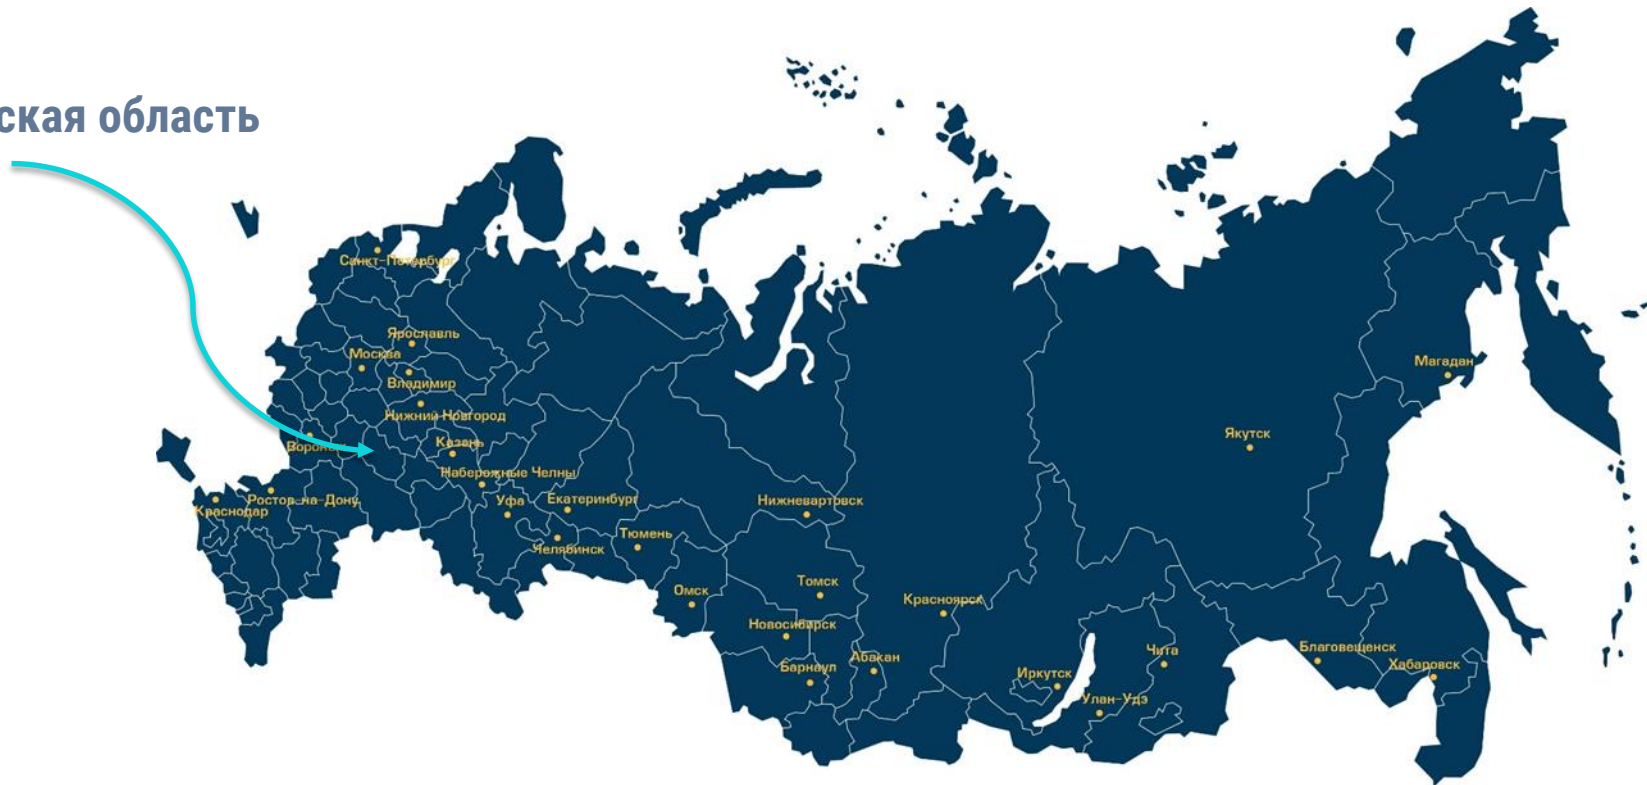 ская область
Санкт-Петербург
Ярославль
Москва
Владимир
Нижний Новгород
Воронеж
Казань
Набережные Челны
Ростов-на-Дону
Краснодар
Уфа
Екатеринбург
Челябинск
Тюмень
Омск
Нижневартовск
Томск
Новосибирск
Барнаул
Абакан
Красноярск
Иркутск
Улан-Удэ
Чита
Якутск
Магадан
Благовещенск
Хабаровск